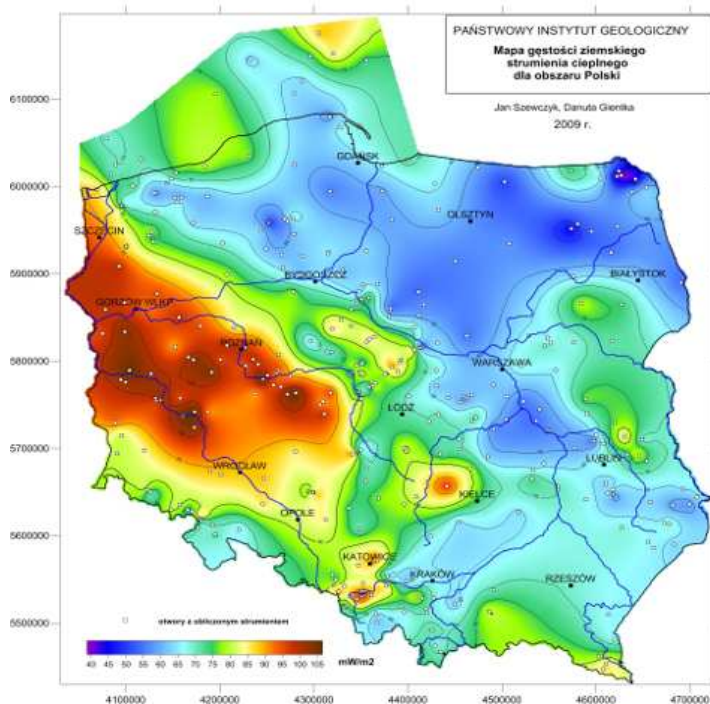 PAŃSTWOWY INSTYTUT GEOLOGICZNY
Mapa gęstości ziemskiego
strumienia cieplnego
dla obszaru Polski
Jan Szewczyk, Danuta Gientka
2009 r.
6100000
6000000
5900000
5800000
5700000
5600000
5500000
GDAŃSK
OLSZTYN
SZCZECIN
BYDGOSZCZ
BIAŁYSTOK
GORZÓW WLKP
POZNAŃ
WARSZAWA
ŁÓDŹ
LUBLIN
WROCŁAW
KIELCE
OPOLE
KATOWICE
KRAKÓW
RZESZÓW
otwory z obliczonym strumieniem
40 45 50 55 60 65 70 75 80 85 90 95 100 105
mW/m2
4100000 4200000 4300000 4400000 4500000 4600000 4700000